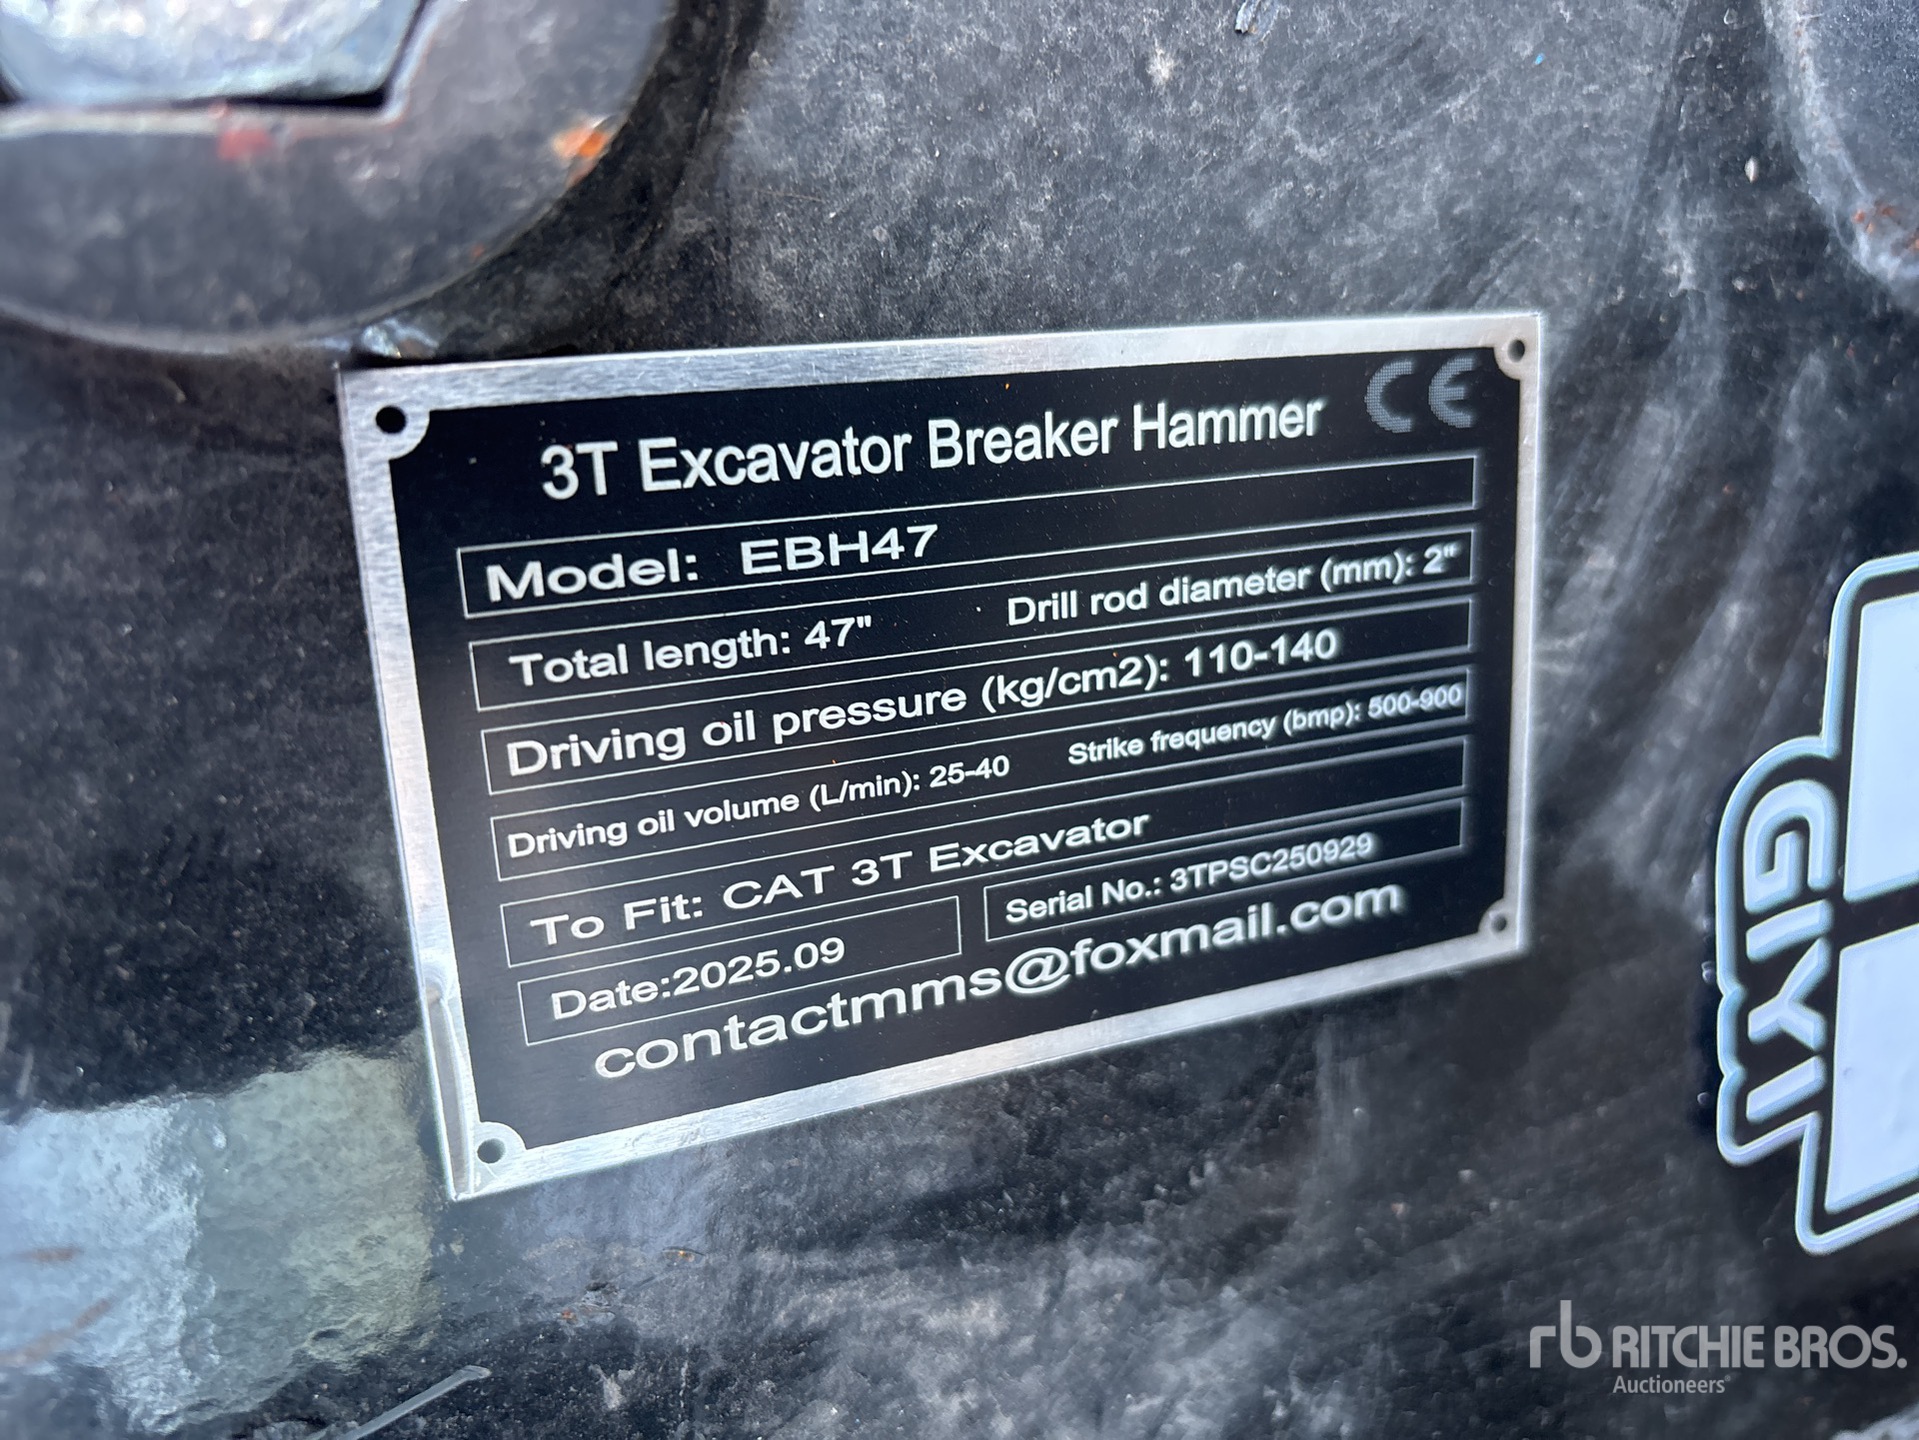 3T Excavator Breaker Hammer CE
Model: EBH47
Total length: 47" Drill rod diameter (mm): 2"
Driving oil pressure (kg/cm2): 110-140
Driving oil volume (L/min): 25-40 Strike frequency (bmp): 500-900
To Fit: CAT 3T Excavator
Date:2025.09 Serial No.: 3TPSC250929
contactmms@foxmail.com
GIYI
rb RITCHIE BROS.
Auctioneers®